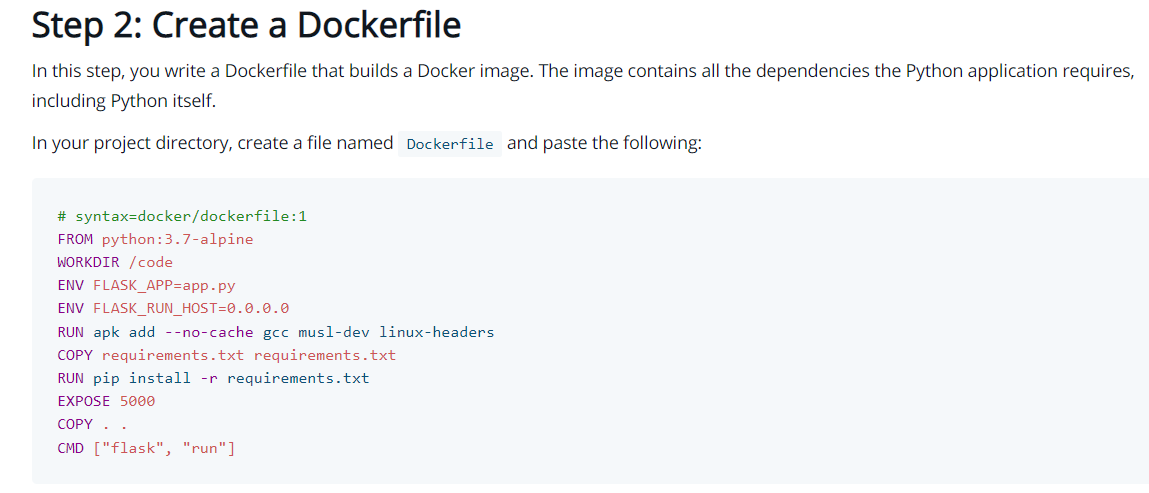 Step 2: Create a Dockerfile
In this step, you write a Dockerfile that builds a Docker image. The image contains all the dependencies the Python application requires,
including Python itself.
In your project directory, create a file named Dockerfile and paste the following:
# syntax=docker/dockerfile:1
FROM python:3.7-alpine
WORKDIR /code
ENV FLASK_APP=app.py
ENV FLASK_RUN_HOST=0.0.0.0
RUN apk add --no-cache gcc musl-dev linux-headers
COPY requirements.txt requirements.txt
RUN pip install -r requirements.txt
EXPOSE 5000
COPY . .
CMD ["flask", "run"]